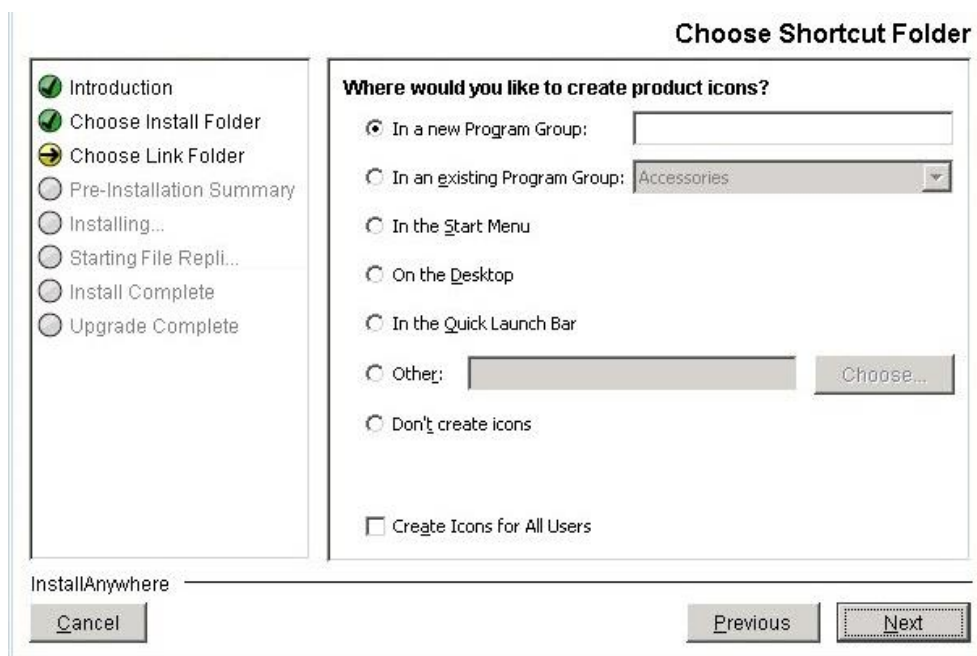 Choose Shortcut Folder
Introduction
Choose Install Folder
Choose Link Folder
Pre-Installation Summary
Installing...
Starting File Repli...
Install Complete
Upgrade Complete
Where would you like to create product icons?
In a new Program Group:
In an existing Program Group: Accessories
In the Start Menu
On the Desktop
In the Quick Launch Bar
Other: Choose...
Don't create icons
Create Icons for All Users
InstallAnywhere
Cancel Previous Next